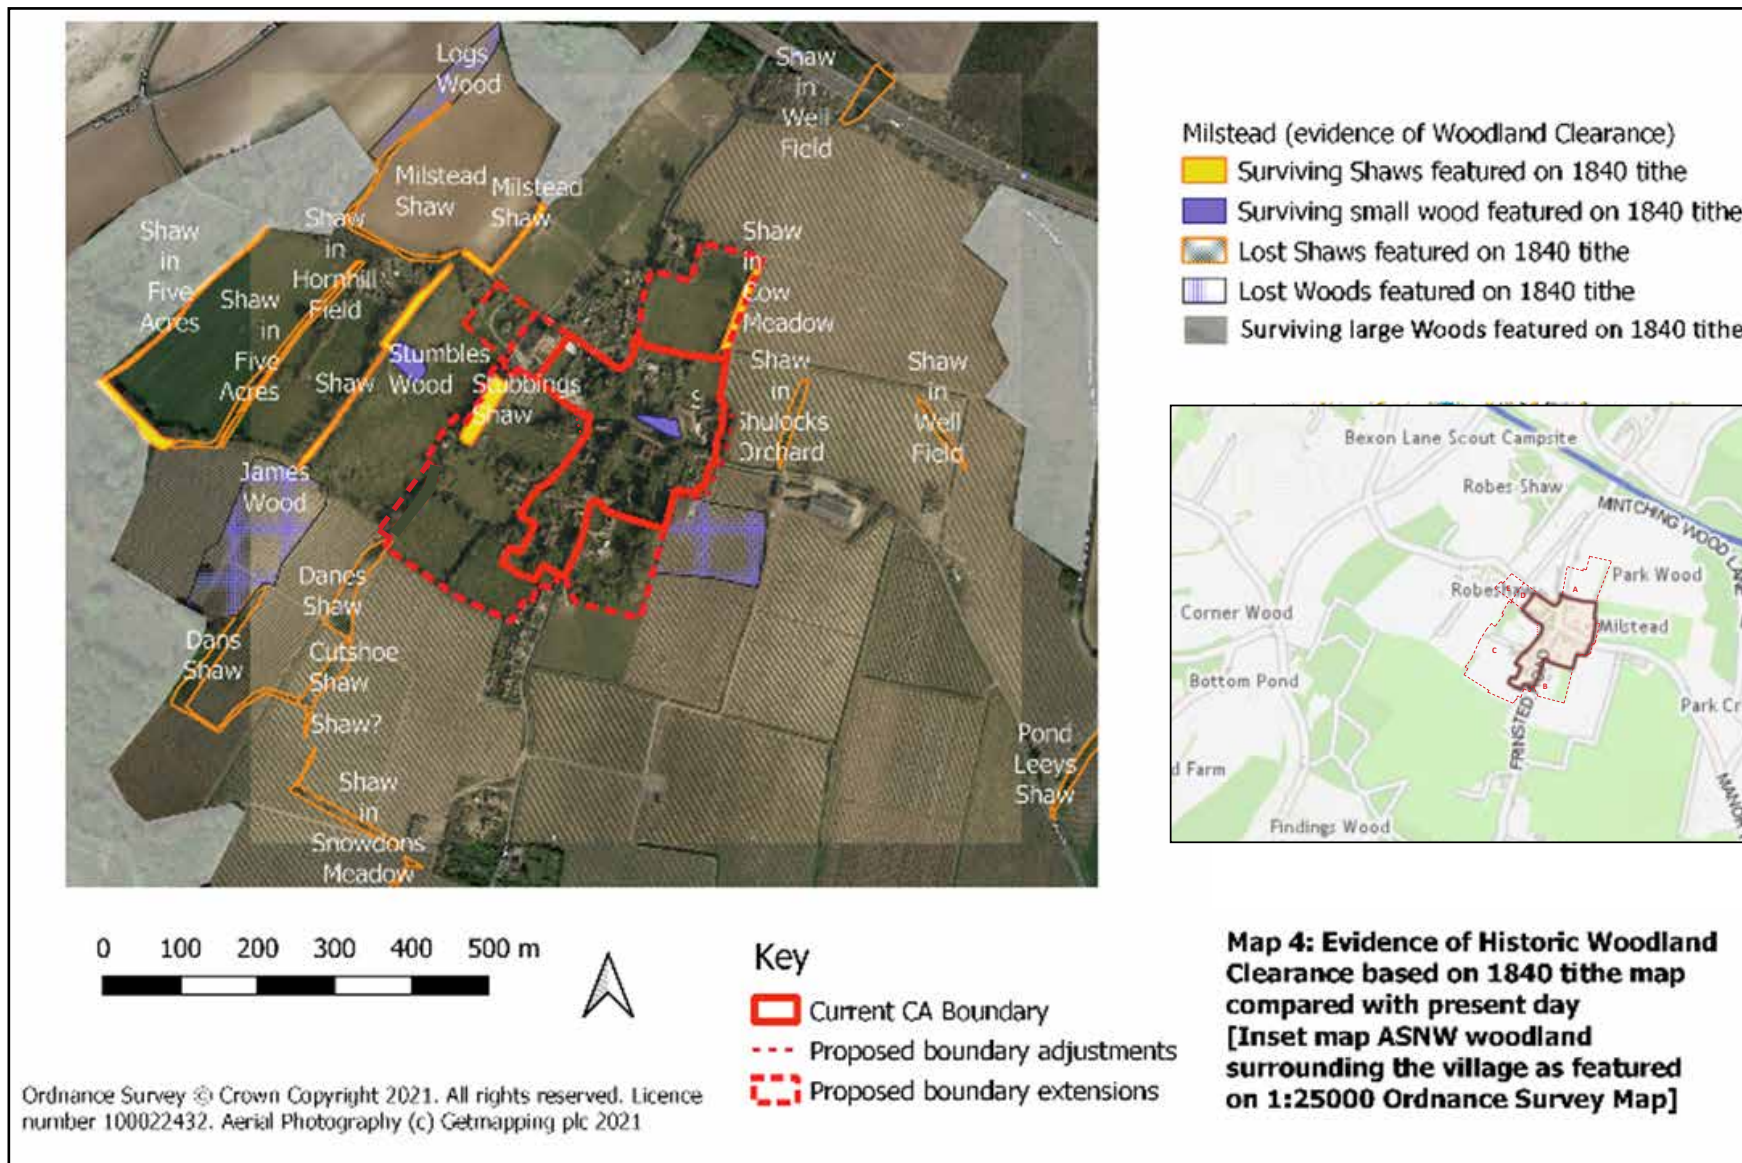 Logs
Wood
Shaw
in
Well
Field
Milstead
Shaw
Milstead
Shaw
Shaw
in
Five
Acres
Shaw
in
Hornhill
Field
Shaw
in
Five
Acres
Shaw
in
Cow
Meadow
Shaw
Stumbles
Wood
Stubbings
Shaw
S
Shaw
in
Shulocks
Orchard
Shaw
in
Well
Field
James
Wood
Danes
Shaw
Dans
Shaw
Cutshoe
Shaw
Shaw?
Shaw
in
Snowdons
Meadow
Pond
Leeys
Shaw
Milstead (evidence of Woodland Clearance)
Surviving Shaws featured on 1840 tithe
Surviving small wood featured on 1840 tithe
Lost Shaws featured on 1840 tithe
Lost Woods featured on 1840 tithe
Surviving large Woods featured on 1840 tithe
Bexon Lane Scout Campsite
Robes Shaw
MINTCHING WOOD LANE
Park Wood
A
D
Corner Wood
Milstead
C
Bottom Pond
B
FRINSTED ROAD
Park Cr
d Farm
MANOR
Findings Wood
0 100 200 300 400 500 m
Key
Current CA Boundary
Proposed boundary adjustments
Proposed boundary extensions
Map 4: Evidence of Historic Woodland
Clearance based on 1840 tithe map
compared with present day
[Inset map ASNW woodland
surrounding the village as featured
on 1:25000 Ordnance Survey Map]
Ordnance Survey © Crown Copyright 2021. All rights reserved. Licence
number 100022432. Aerial Photography (c) Getmapping plc 2021